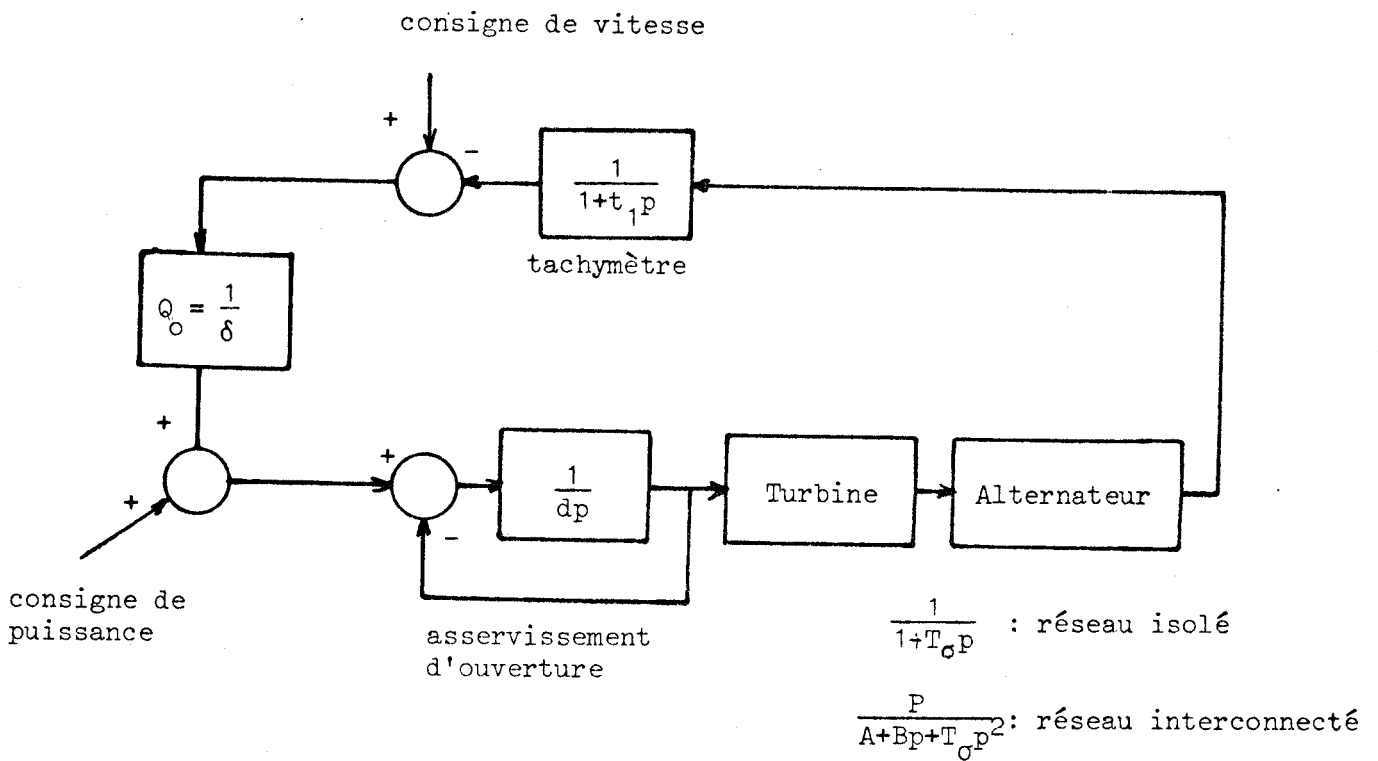 consigne de vitesse
+
-
1
1+t₁p
tachymètre
Q₀ = 1/δ
+
+
consigne de
puissance
+
-
1
dp
asservissement
d'ouverture
Turbine
Alternateur
1
1+Tσp
: réseau isolé
P
A+Bp+Tσp²
: réseau interconnecté